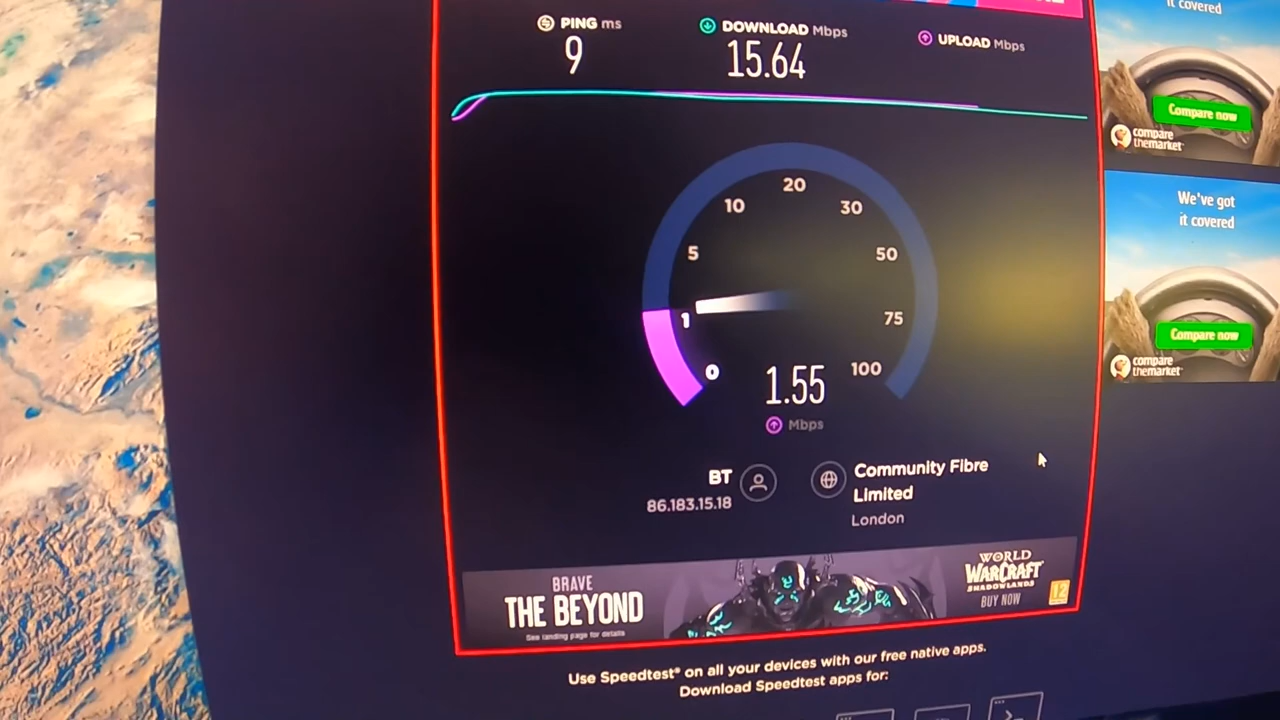 PING ms
9
DOWNLOAD Mbps
15.64
UPLOAD Mbps
it covered
Compare now
compare
themarket
0
1
5
10
20
30
50
75
100
1.55
Mbps
We've got
it covered
Compare now
compare
themarket
BT
86.183.15.18
Community Fibre
Limited
London
BRAVE
THE BEYOND
See landing page for details
WORLD
WARCRAFT
SHADOWLANDS
BUY NOW
12
Use Speedtest® on all your devices with our free native apps.
Download Speedtest apps for: